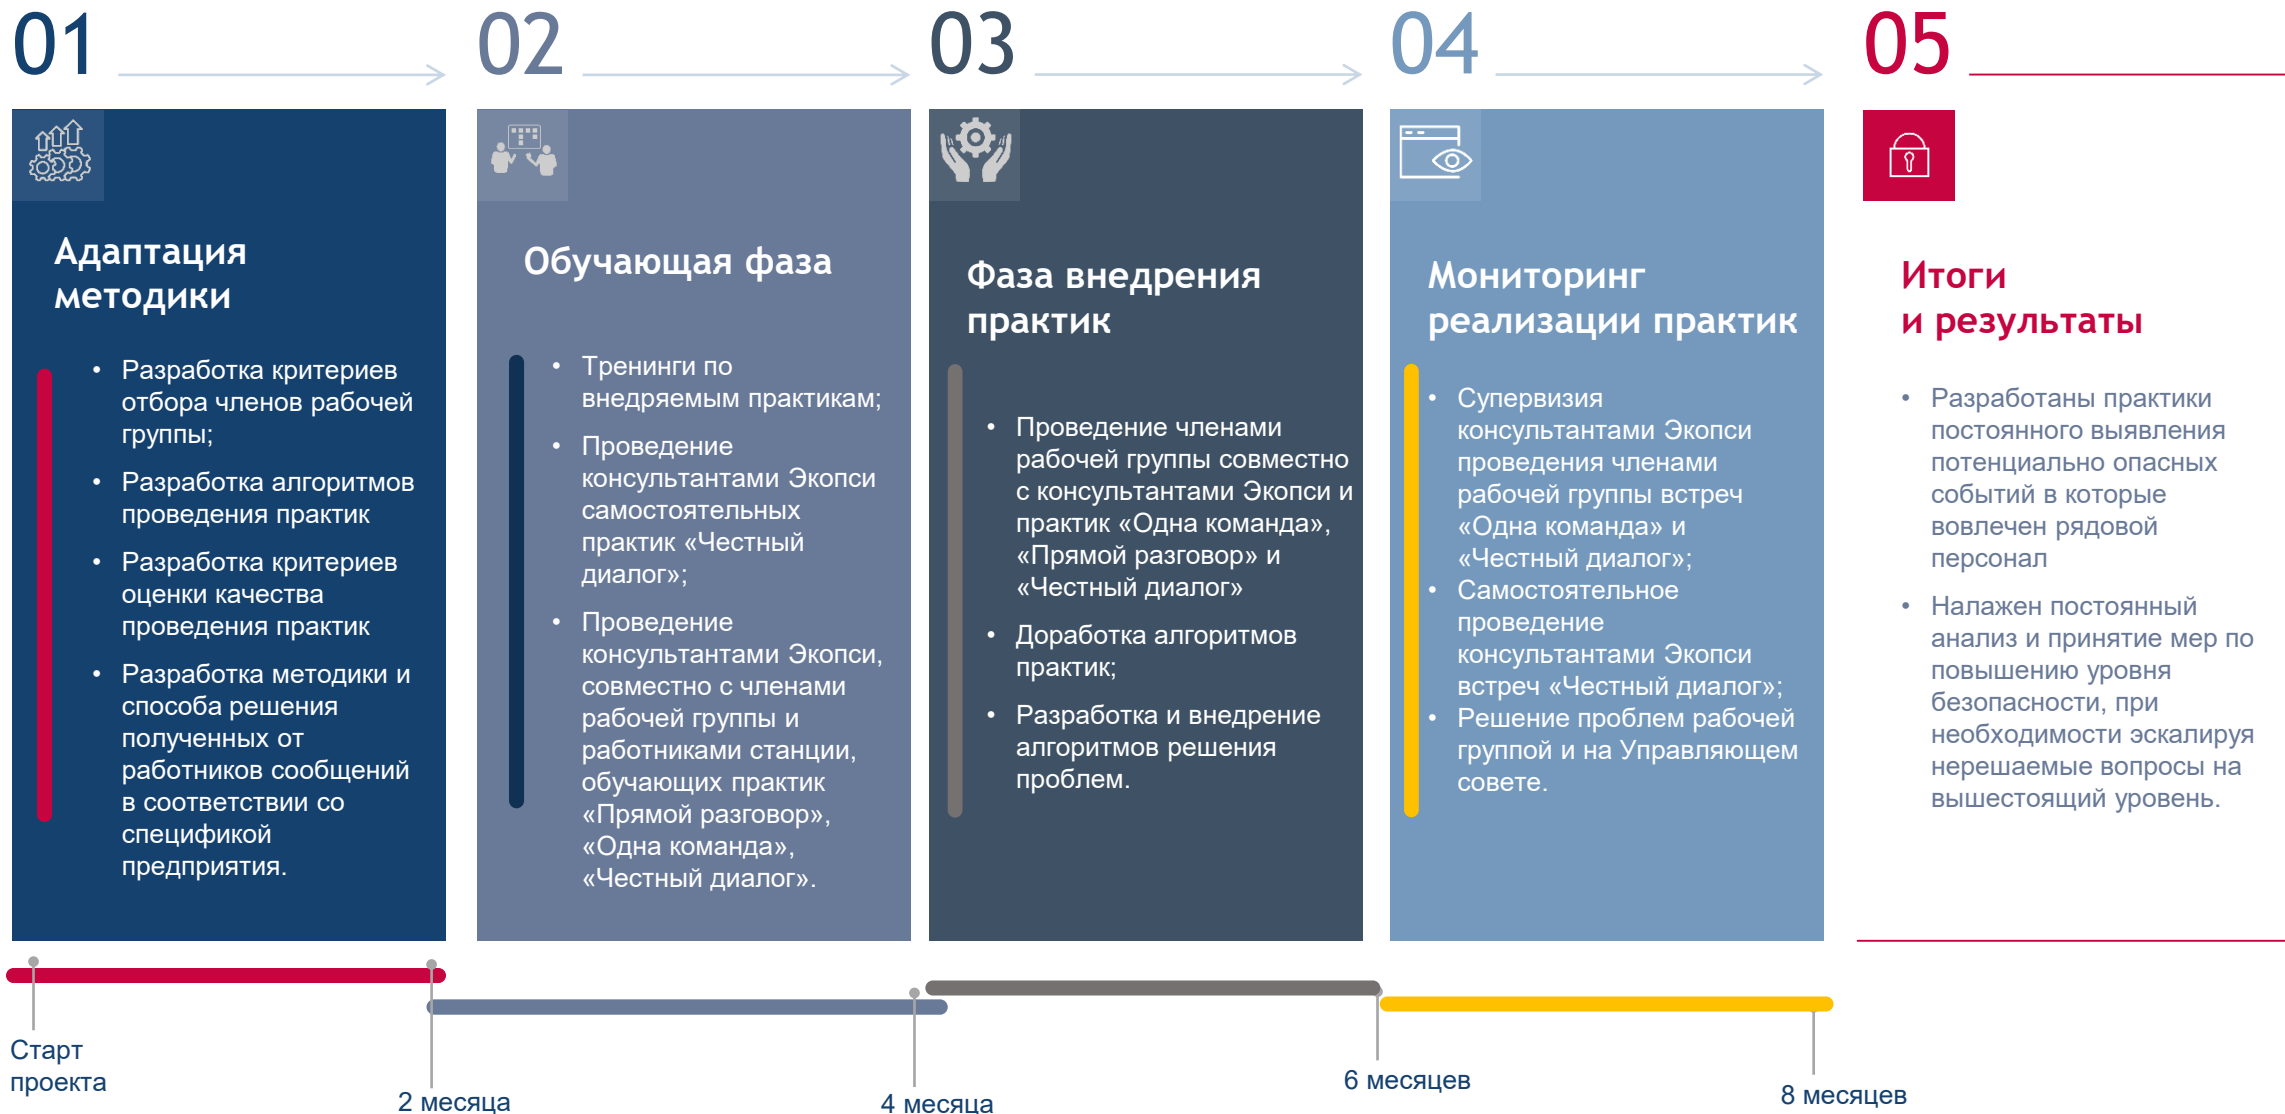 01
Адаптация
методики
• Разработка критериев
отбора членов рабочей
группы;
• Разработка алгоритмов
проведения практик
• Разработка критериев
оценки качества
проведения практик
• Разработка методики и
способа решения
полученных от
работников сообщений
в соответствии со
спецификой
предприятия.
02
Обучающая фаза
• Тренинги по
внедряемым практикам;
• Проведение
консультантами Экопси
самостоятельных
практик «Честный
диалог»;
• Проведение
консультантами Экопси,
совместно с членами
рабочей группы и
работниками станции,
обучающих практик
«Прямой разговор»,
«Одна команда»,
«Честный диалог».
03
Фаза внедрения
практик
• Проведение членами
рабочей группы совместно
с консультантами Экопси и
практик «Одна команда»,
«Прямой разговор» и
«Честный диалог»
• Доработка алгоритмов
практик;
• Разработка и внедрение
алгоритмов решения
проблем.
04
Мониторинг
реализации практик
• Супервизия
консультантами Экопси
проведения членами
рабочей группы встреч
«Одна команда» и
«Честный диалог»;
• Самостоятельное
проведение
консультантами Экопси
встреч «Честный диалог»;
• Решение проблем рабочей
группой и на Управляющем
совете.
05
Итоги
и результаты
• Разработаны практики
постоянного выявления
потенциально опасных
событий в которые
вовлечен рядовой
персонал
• Налажен постоянный
анализ и принятие мер по
повышению уровня
безопасности, при
необходимости эскалируя
нерешаемые вопросы на
вышестоящий уровень.
Старт
проекта
2 месяца
4 месяца
6 месяцев
8 месяцев